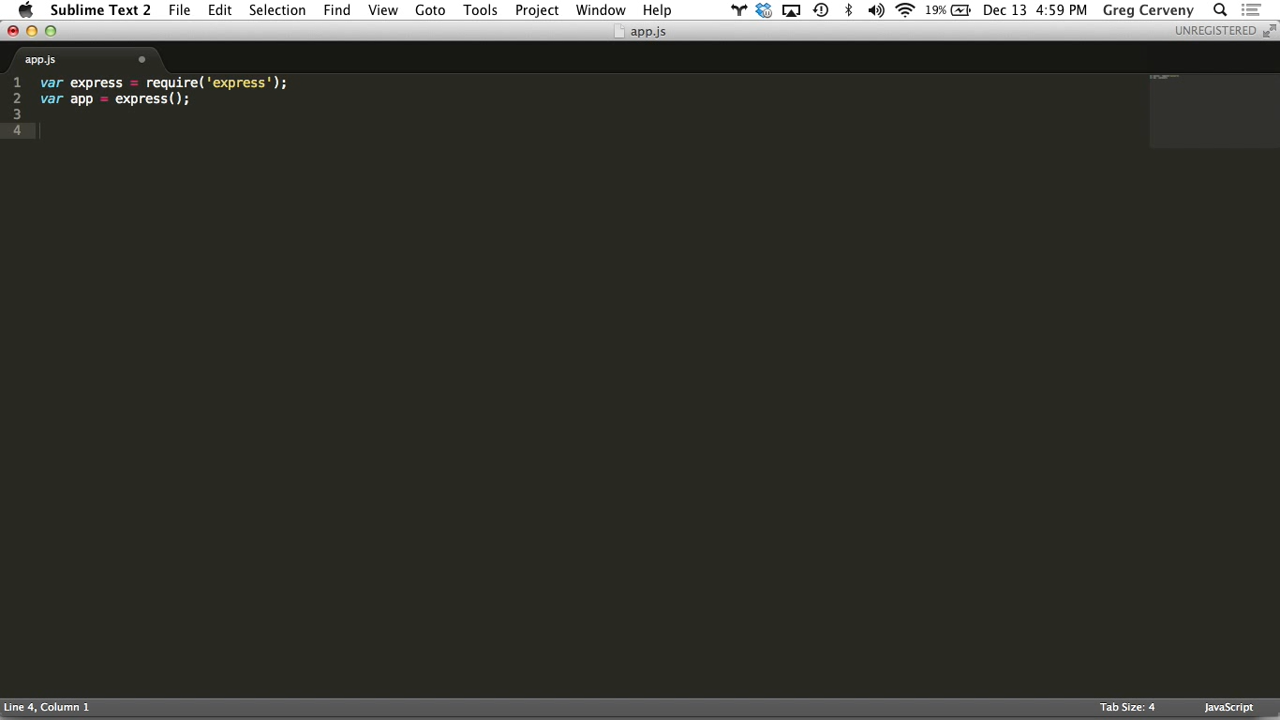 Sublime Text 2 File Edit Selection Find View Goto Tools Project Window Help 19% Dec 13 4:59 PM Greg Cerveny
app.js UNREGISTERED
app.js
1 var express = require('express');
2 var app = express();
3
4
Line 4, Column 1 Tab Size: 4 JavaScript